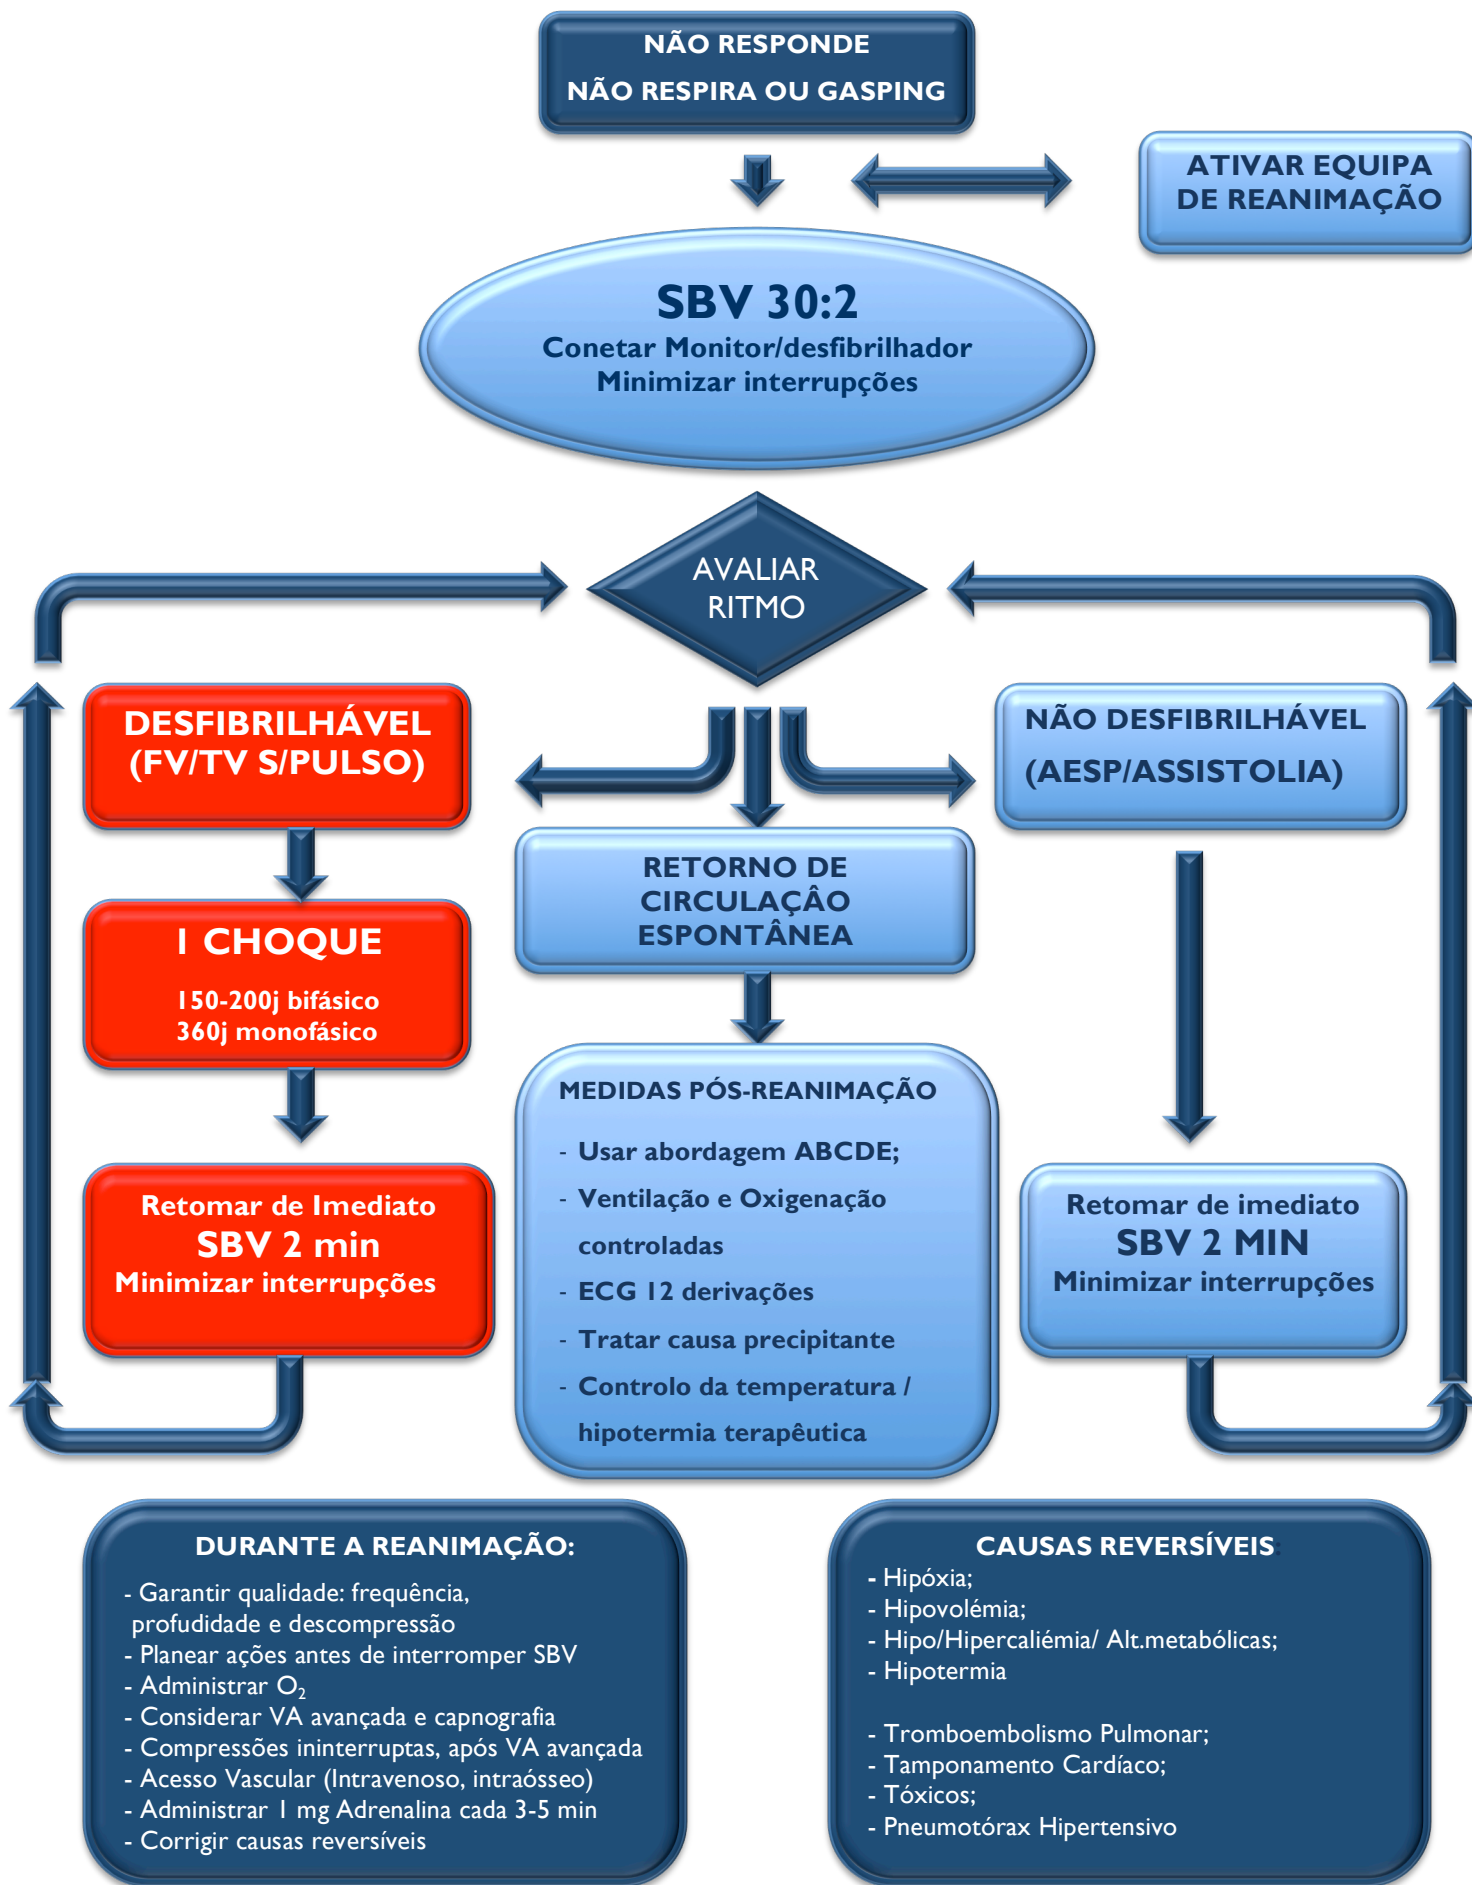 NÃO RESPONDE
NÃO RESPIRA OU GASPING
ATIVAR EQUIPA
DE REANIMAÇÃO
SBV 30:2
Conetar Monitor/desfibrilhador
Minimizar interrupções
AVALIAR
RITMO
DESFIBRILHÁVEL
(FV/TV S/PULSO)
NÃO DESFIBRILHÁVEL
(AESP/ASSISTOLIA)
RETORNO DE
CIRCULAÇÂO
ESPONTÂNEA
1 CHOQUE
150-200j bifásico
360j monofásico
MEDIDAS PÓS-REANIMAÇÃO
- Usar abordagem ABCDE;
- Ventilação e Oxigenação
controladas
- ECG 12 derivações
- Tratar causa precipitante
- Controlo da temperatura /
hipotermia terapêutica
Retomar de Imediato
SBV 2 min
Minimizar interrupções
Retomar de imediato
SBV 2 MIN
Minimizar interrupções
DURANTE A REANIMAÇÃO:
- Garantir qualidade: frequência,
profudidade e descompressão
- Planear ações antes de interromper SBV
- Administrar O₂
- Considerar VA avançada e capnografia
- Compressões ininterruptas, após VA avançada
- Acesso Vascular (Intravenoso, intraósseo)
- Administrar 1 mg Adrenalina cada 3-5 min
- Corrigir causas reversíveis
CAUSAS REVERSÍVEIS:
- Hipóxia;
- Hipovolémia;
- Hipo/Hipercaliémia/ Alt.metabólicas;
- Hipotermia
- Tromboembolismo Pulmonar;
- Tamponamento Cardíaco;
- Tóxicos;
- Pneumotórax Hipertensivo